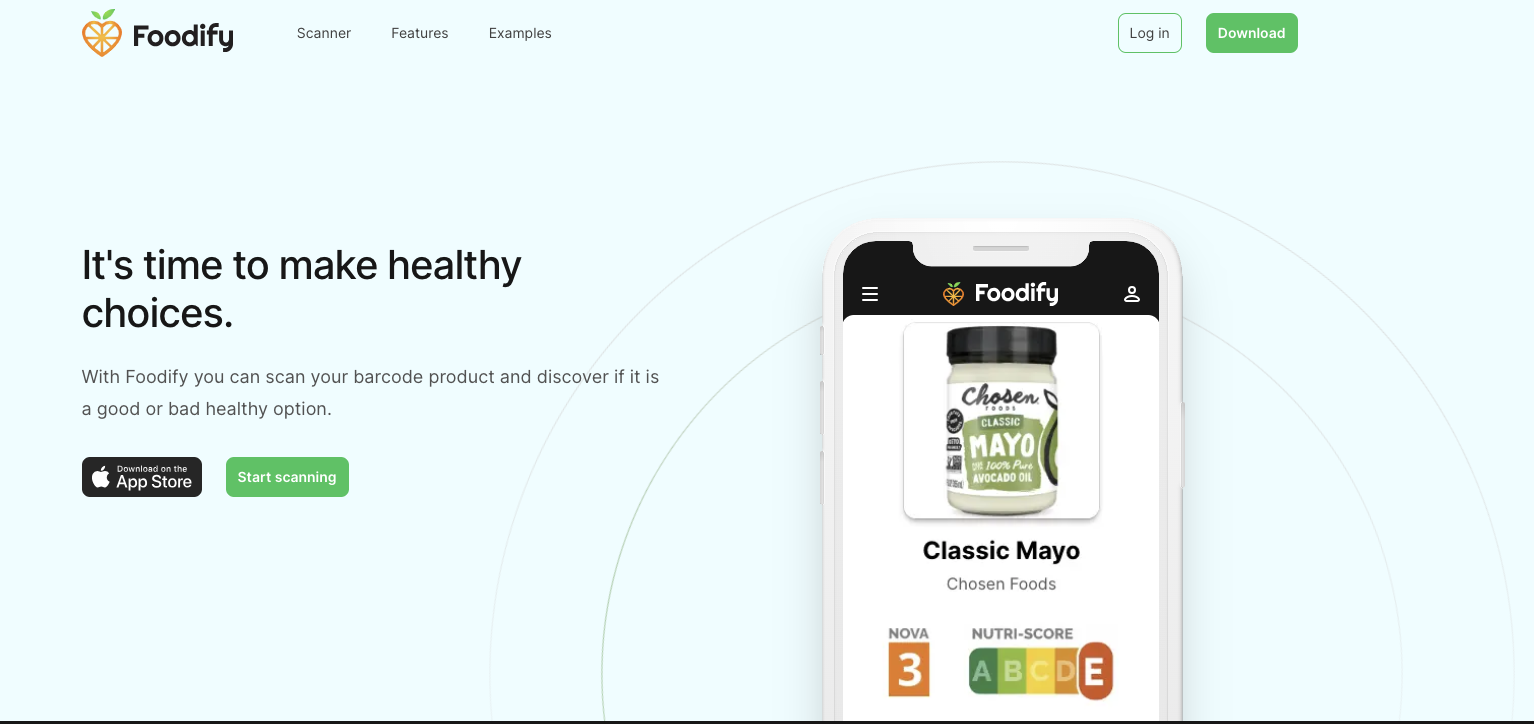 Foodify
Scanner
Features
Examples
Log in
Download
It's time to make healthy
choices.
With Foodify you can scan your barcode product and discover if it is
a good or bad healthy option.
Download on the
App Store
Start scanning
Foodify
Chosen
FOODS
CLASSIC
MAYO
100% Pure
AVOCADO OIL
Classic Mayo
Chosen Foods
NOVA
3
NUTRI-SCORE
A B C D E